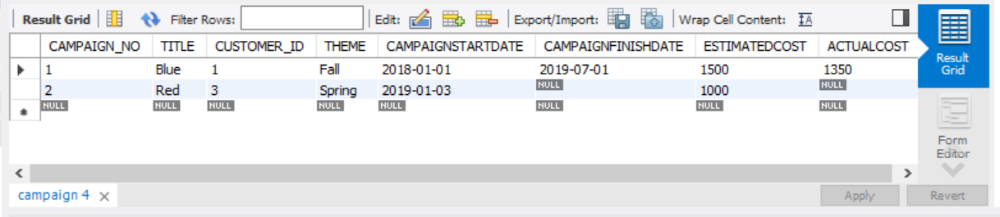 Result Grid Filter Rows: Edit: Export/Import: Wrap Cell Content: IA
CAMPAIGN_NO TITLE CUSTOMER_ID THEME CAMPAIGNSTARTDATE CAMPAIGNFINISHDATE ESTIMATEDCOST ACTUALCOST
1 Blue 1 Fall 2018-01-01 2019-07-01 1500 1350
2 Red 3 Spring 2019-01-03 NULL 1000 NULL
NULL NULL NULL NULL NULL NULL NULL NULL
Result
Grid
Form
Editor
campaign 4 Apply Revert